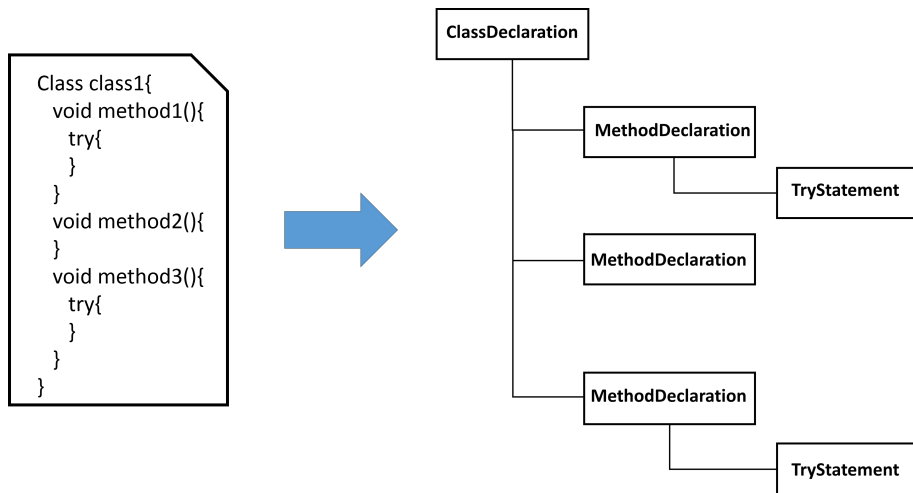 Class class1{
void method1(){
try{
}
}
void method2(){
}
void method3(){
try{
}
}
}
ClassDeclaration
MethodDeclaration
TryStatement
MethodDeclaration
MethodDeclaration
TryStatement